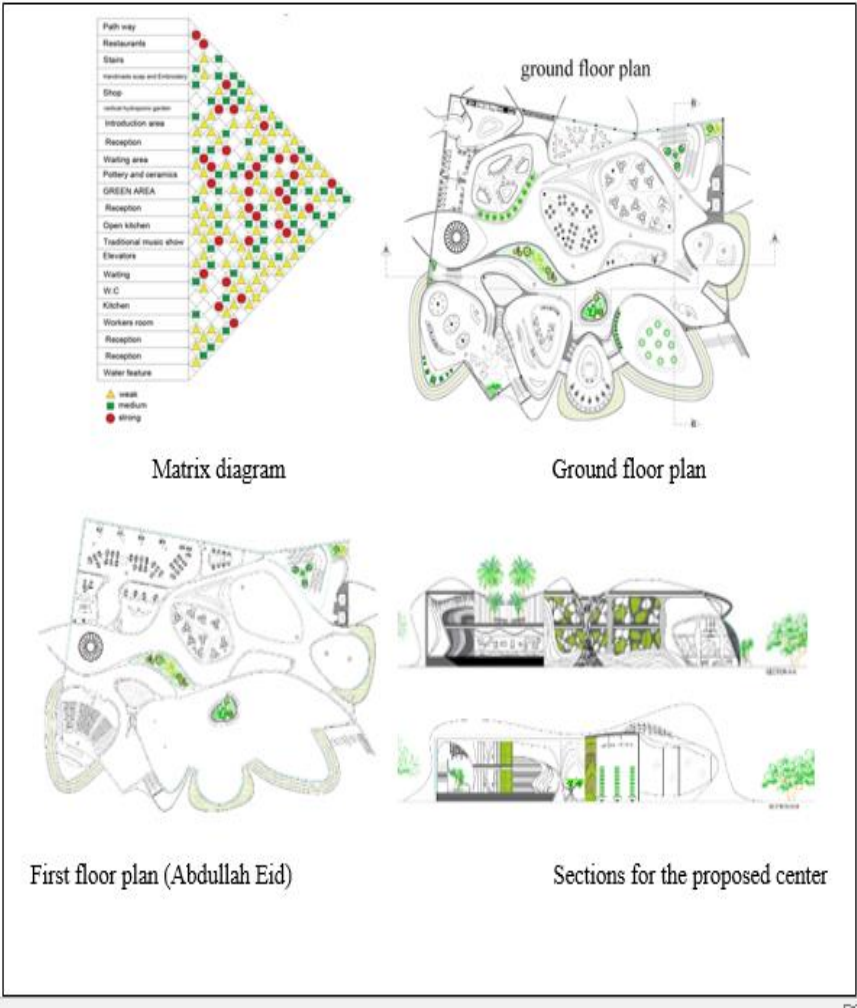 Path way
Restaurants
Stairs
Handmade soap and Embroidery
Shop
vertical hydroponic garden
Introduction area
Reception
Waiting area
Pottery and ceramics
GREEN AREA
Reception
Open kitchen
Traditional music show
Elevators
Waiting
W.C
Kitchen
Workers room
Reception
Reception
Water feature
weak
medium
strong
ground floor plan
A
A
Matrix diagram
Ground floor plan
First floor plan (Abdullah Eid)
Sections for the proposed center